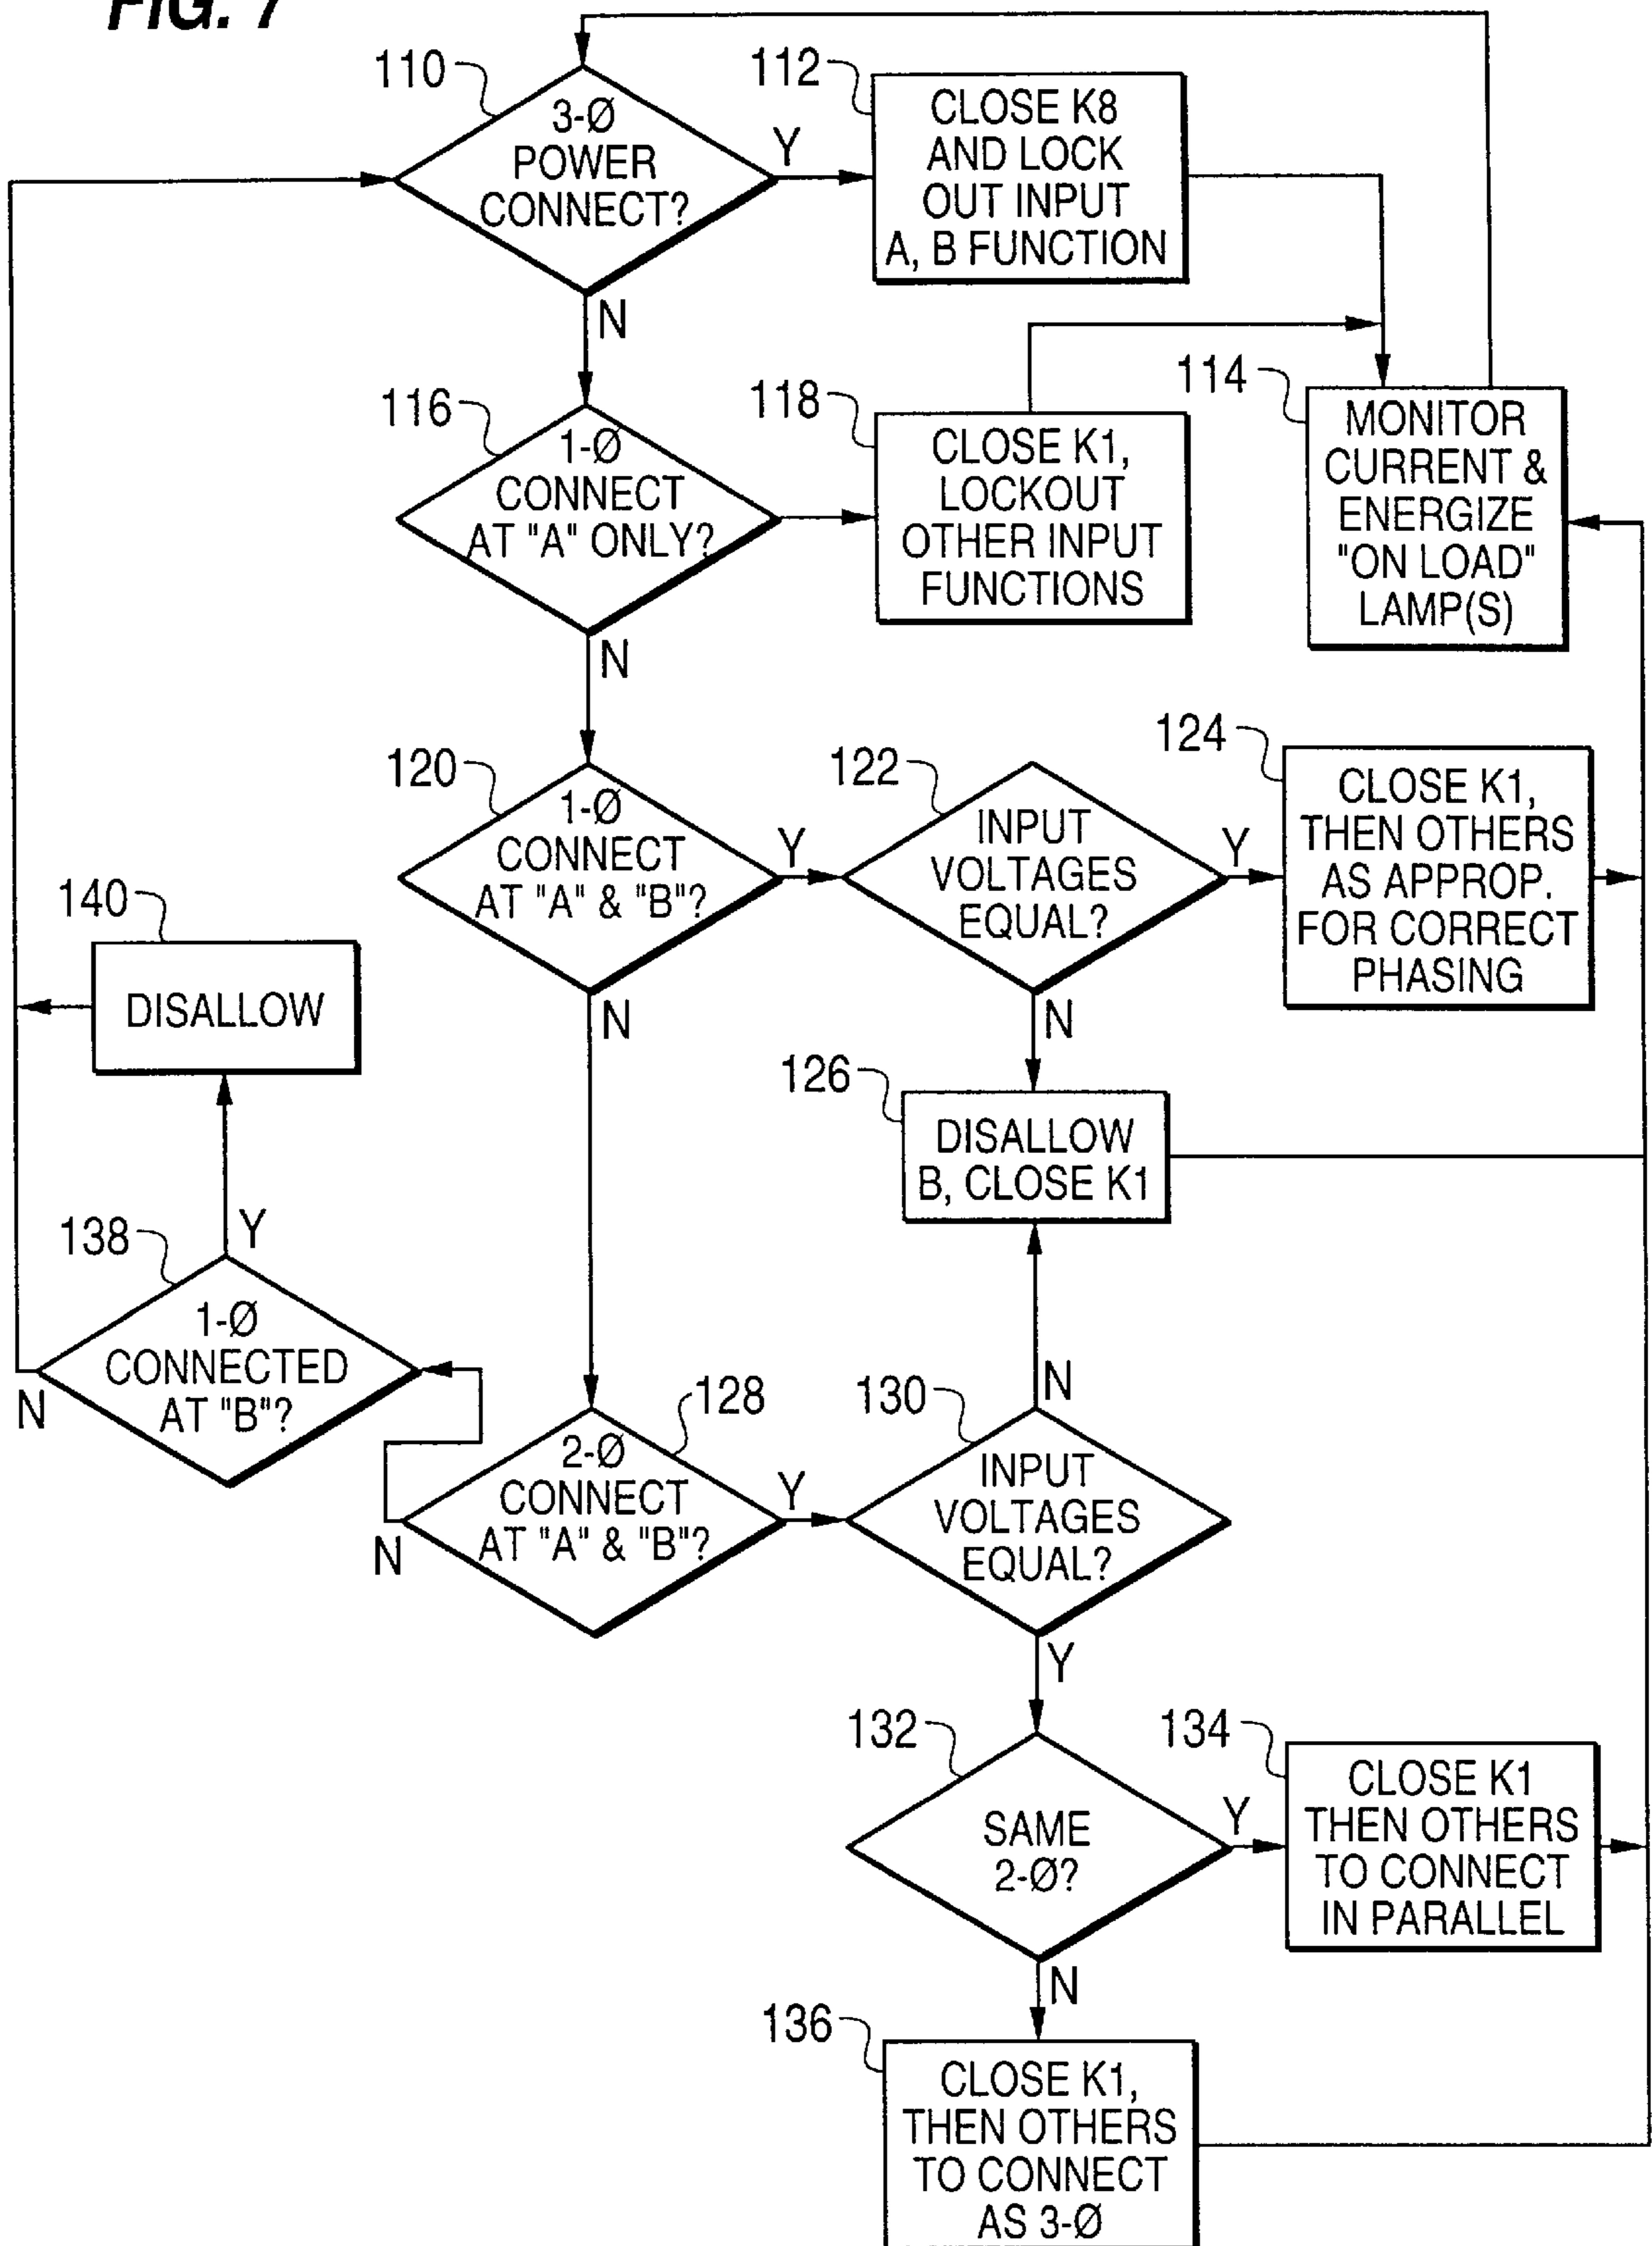 FIG. 7
110
3-Ø
POWER
CONNECT?
Y
N
112
CLOSE K8
AND LOCK
OUT INPUT
A, B FUNCTION
114
MONITOR
CURRENT &
ENERGIZE
"ON LOAD"
LAMP(S)
116
1-Ø
CONNECT
AT "A" ONLY?
N
118
CLOSE K1,
LOCKOUT
OTHER INPUT
FUNCTIONS
120
1-Ø
CONNECT
AT "A" & "B"?
Y
N
122
INPUT
VOLTAGES
EQUAL?
Y
N
124
CLOSE K1,
THEN OTHERS
AS APPROP.
FOR CORRECT
PHASING
140
DISALLOW
126
DISALLOW
B, CLOSE K1
138
Y
1-Ø
CONNECTED
AT "B"?
N
128
2-Ø
CONNECT
AT "A" & "B"?
Y
N
130
N
INPUT
VOLTAGES
EQUAL?
Y
132
SAME
2-Ø?
Y
N
134
CLOSE K1
THEN OTHERS
TO CONNECT
IN PARALLEL
136
CLOSE K1,
THEN OTHERS
TO CONNECT
AS 3-Ø